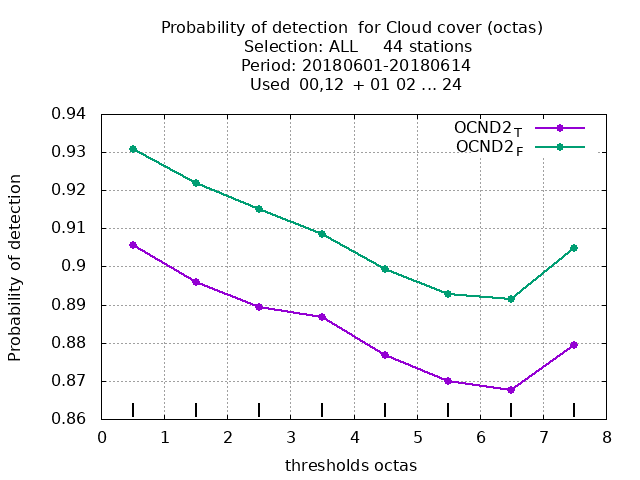 Probability of detection  for Cloud cover (octas)
Selection: ALL     44 stations
Period: 20180601-20180614
Used  00,12  + 01 02 ... 24
OCND2_T
OCND2_F
0.94
0.93
0.92
0.91
0.9
0.89
0.88
0.87
0.86
Probability of detection
0 1 2 3 4 5 6 7 8
thresholds octas